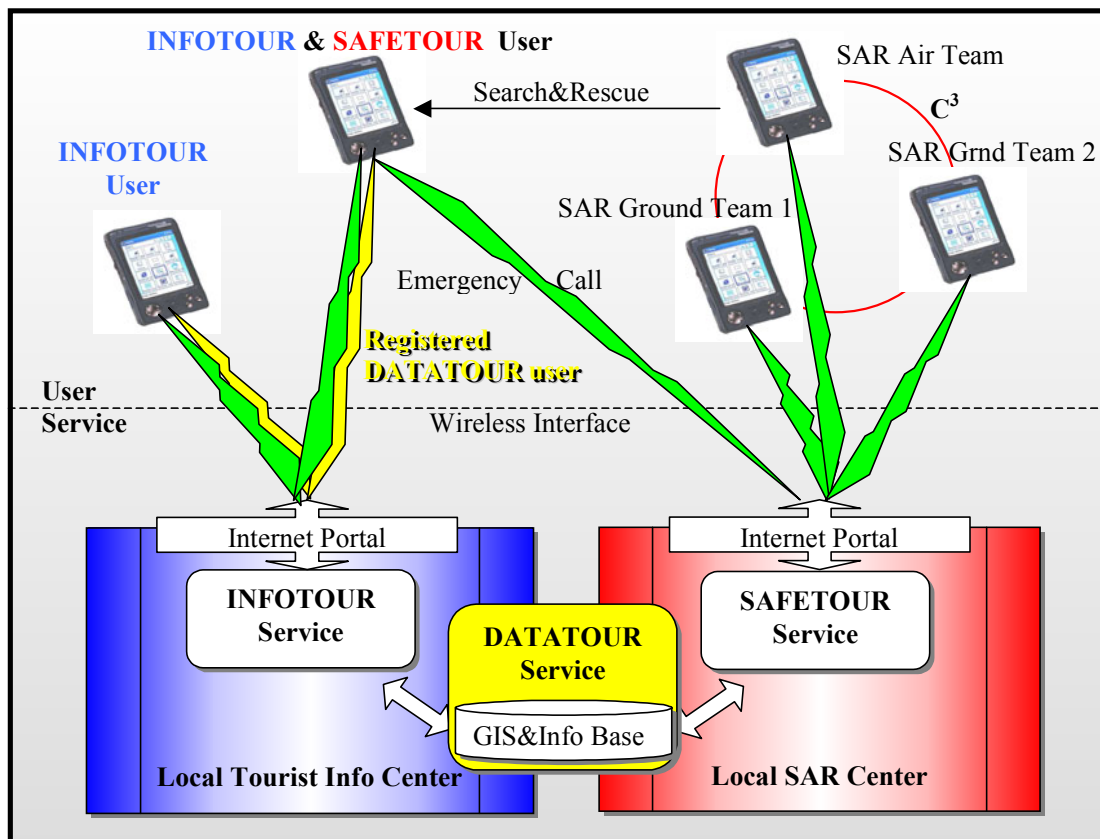 INFOTOUR & SAFETOUR User
SAR Air Team
Search&Rescue
C³
INFOTOUR
User
SAR Grnd Team 2
SAR Ground Team 1
Emergency Call
Registered
DATATOUR user
User
Service
Wireless Interface
Internet Portal
Internet Portal
INFOTOUR
Service
SAFETOUR
Service
DATATOUR
Service
GIS&Info Base
Local Tourist Info Center
Local SAR Center